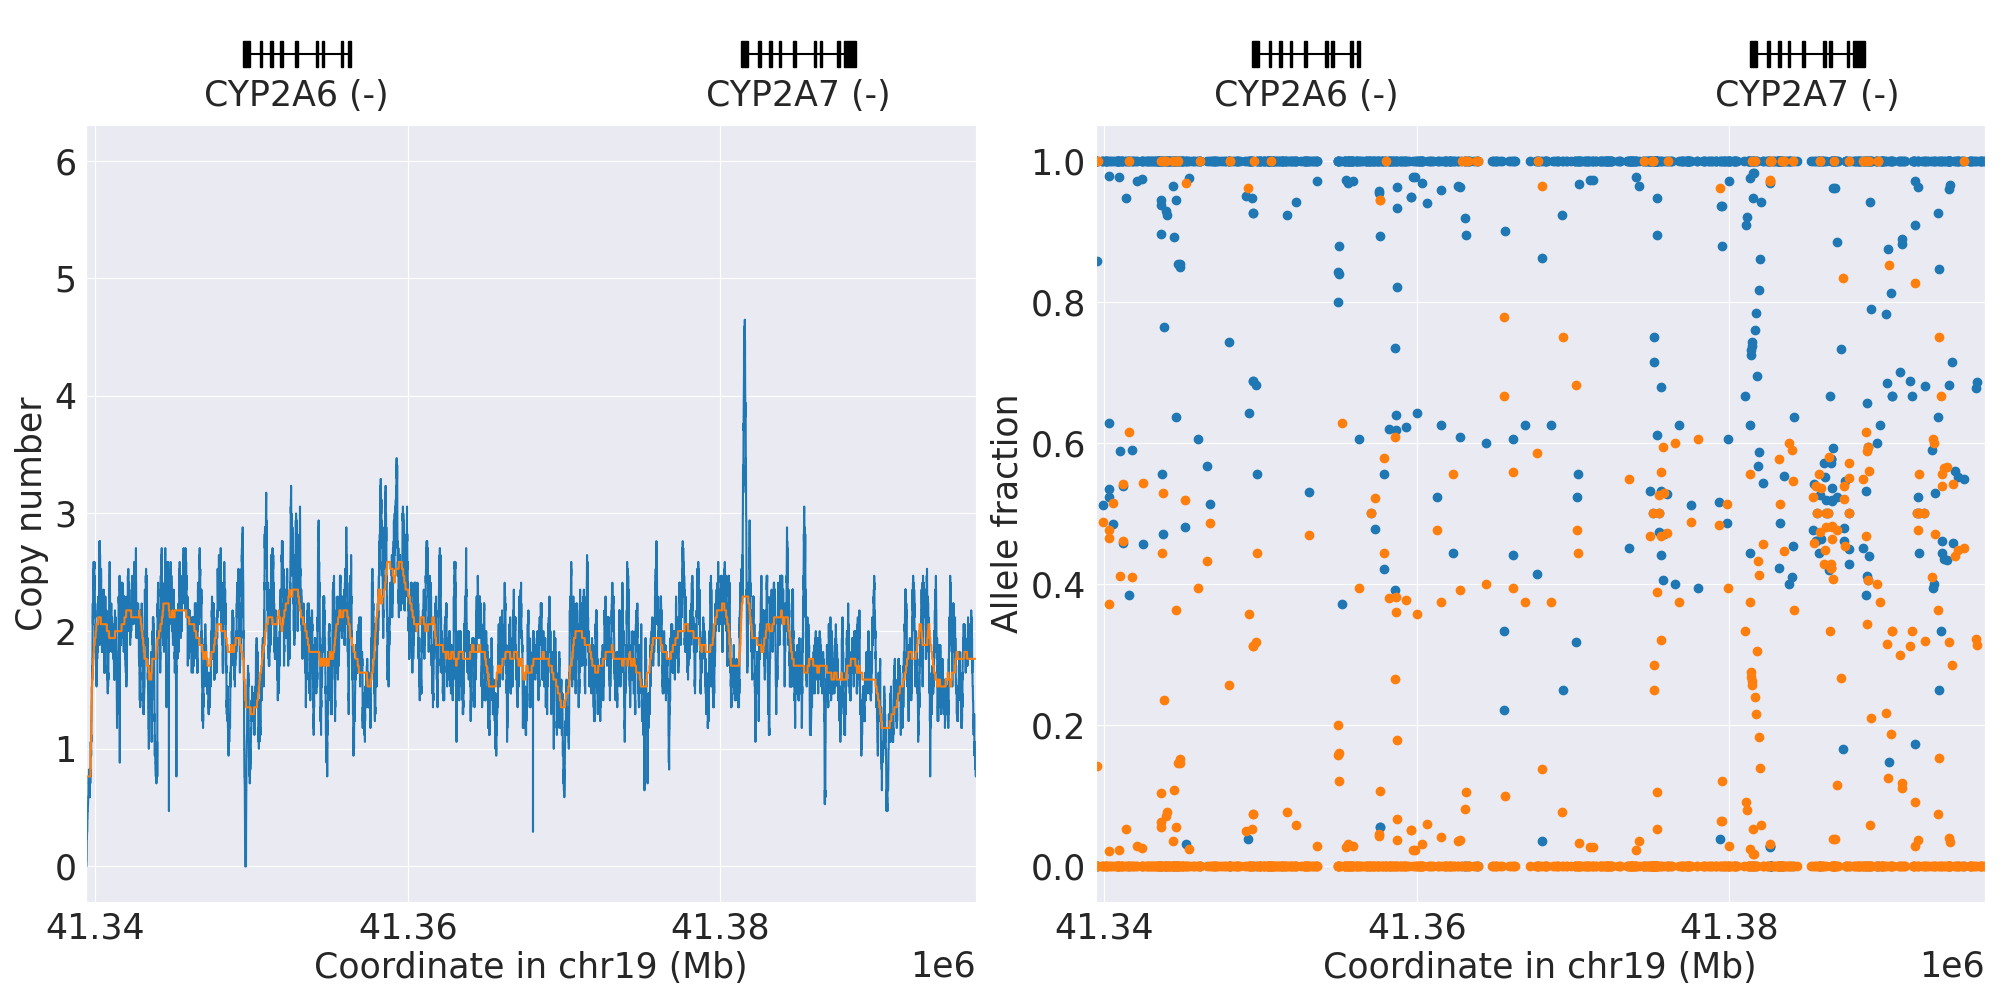 CYP2A6 (-)
CYP2A7 (-)
CYP2A6 (-)
CYP2A7 (-)
6
5
4
3
2
1
0
Copy number
41.34
41.36
41.38
Coordinate in chr19 (Mb)
1e6
1.0
0.8
0.6
0.4
0.2
0.0
Allele fraction
41.34
41.36
41.38
Coordinate in chr19 (Mb)
1e6